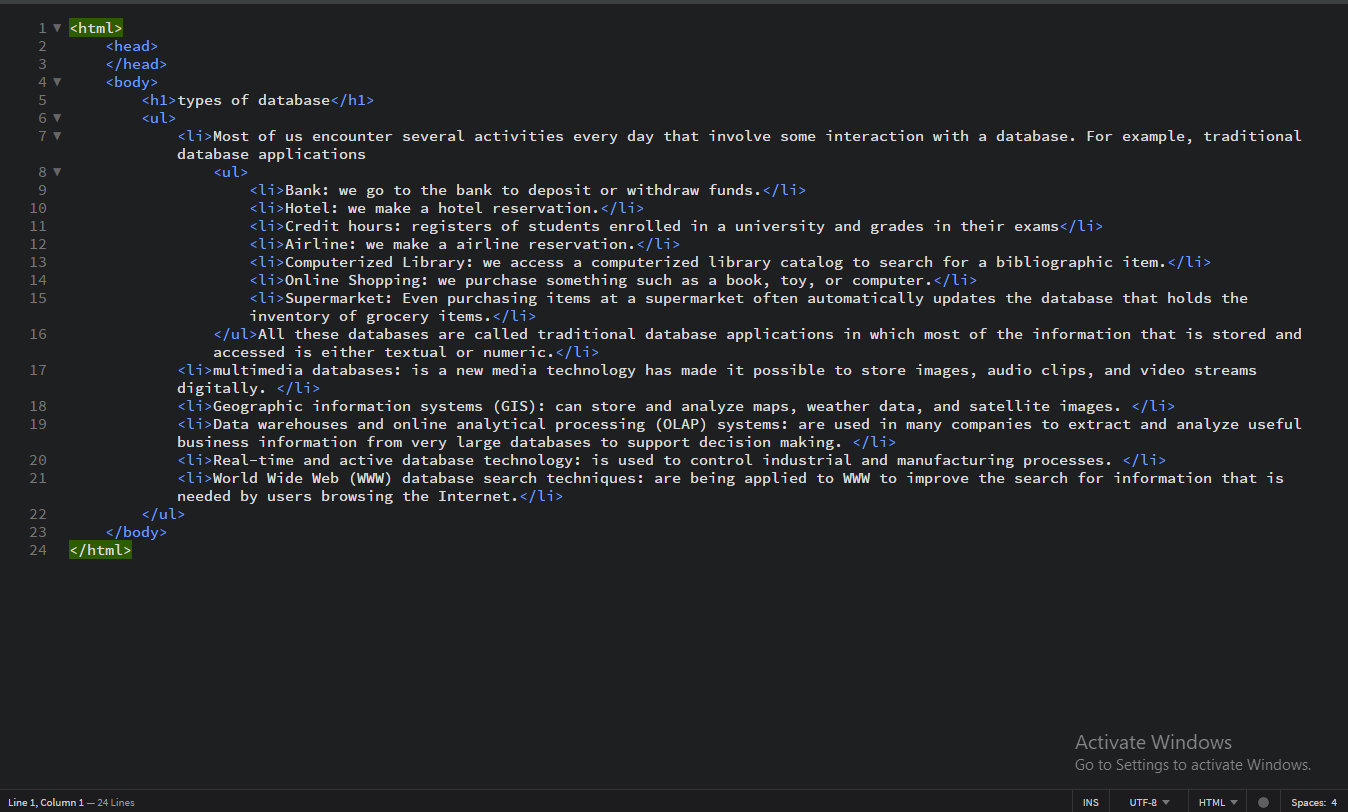 1 <html>
2 <head>
3 </head>
4 <body>
5 <h1>types of database</h1>
6 <ul>
7 <li>Most of us encounter several activities every day that involve some interaction with a database. For example, traditional
database applications
8 <ul>
9 <li>Bank: we go to the bank to deposit or withdraw funds.</li>
10 <li>Hotel: we make a hotel reservation.</li>
11 <li>Credit hours: registers of students enrolled in a university and grades in their exams</li>
12 <li>Airline: we make a airline reservation.</li>
13 <li>Computerized Library: we access a computerized library catalog to search for a bibliographic item.</li>
14 <li>Online Shopping: we purchase something such as a book, toy, or computer.</li>
15 <li>Supermarket: Even purchasing items at a supermarket often automatically updates the database that holds the
inventory of grocery items.</li>
16 </ul>All these databases are called traditional database applications in which most of the information that is stored and
accessed is either textual or numeric.</li>
17 <li>multimedia databases: is a new media technology has made it possible to store images, audio clips, and video streams
digitally. </li>
18 <li>Geographic information systems (GIS): can store and analyze maps, weather data, and satellite images. </li>
19 <li>Data warehouses and online analytical processing (OLAP) systems: are used in many companies to extract and analyze useful
business information from very large databases to support decision making. </li>
20 <li>Real-time and active database technology: is used to control industrial and manufacturing processes. </li>
21 <li>World Wide Web (WWW) database search techniques: are being applied to WWW to improve the search for information that is
needed by users browsing the Internet.</li>
22 </ul>
23 </body>
24 </html>
Activate Windows
Go to Settings to activate Windows.
Line 1, Column 1 — 24 Lines INS UTF-8 HTML Spaces: 4